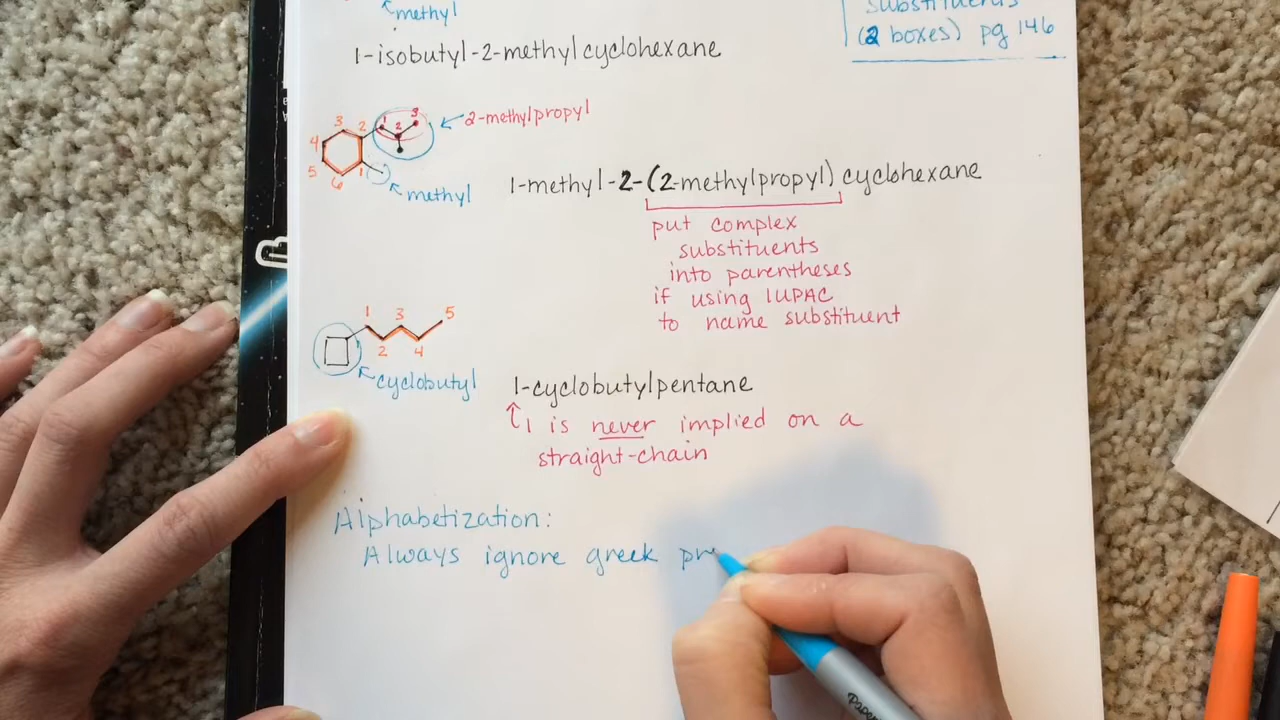 methyl
substituents
(2 boxes) pg 146
1-isobutyl-2-methylcyclohexane
3 2 1 2 3
2-methylpropyl
4
5 6 1
methyl
1-methyl-2-(2-methylpropyl)cyclohexane
put complex
substituents
into parentheses
if using IUPAC
to name substituent
1 3 5
2 4
cyclobutyl
1-cyclobutylpentane
1 is never implied on a
straight-chain
Alphabetization:
Always ignore greek pr
Paper